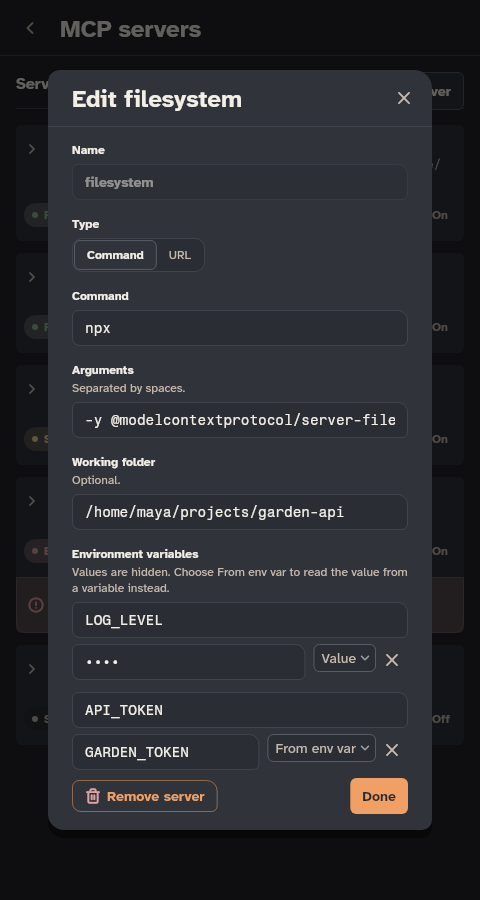 MCP servers
Serv
ver
Edit filesystem
Name
filesystem
Type
Command URL
Command
npx
Arguments
Separated by spaces.
-y @modelcontextprotocol/server-file
Working folder
Optional.
/home/maya/projects/garden-api
Environment variables
Values are hidden. Choose From env var to read the value from
a variable instead.
LOG_LEVEL
•••• Value
API_TOKEN
GARDEN_TOKEN From env var
Remove server Done
/
On
On
On
On
Off